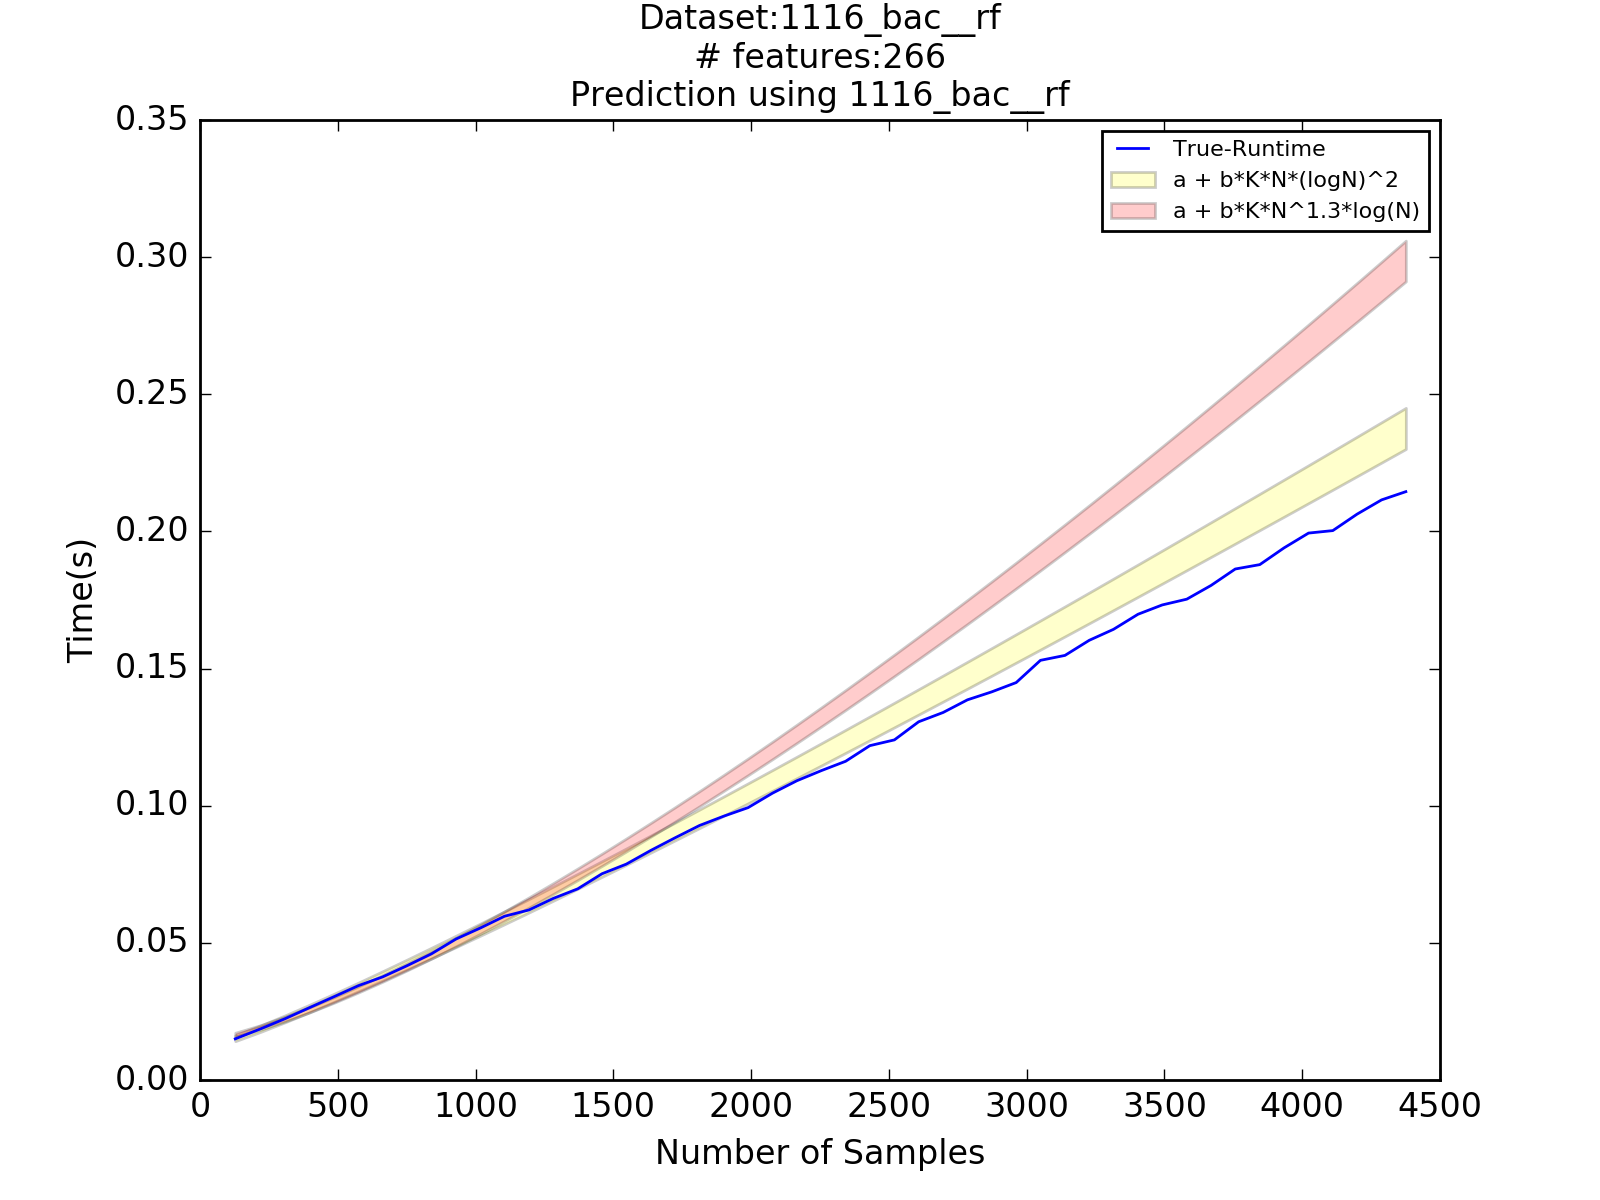 Dataset:1116_bac__rf
# features:266
Prediction using 1116_bac__rf
True-Runtime
a + b*K*N*(logN)^2
a + b*K*N^1.3*log(N)
0.35
0.30
0.25
0.20
0.15
0.10
0.05
0.00
Time(s)
0 500 1000 1500 2000 2500 3000 3500 4000 4500
Number of Samples